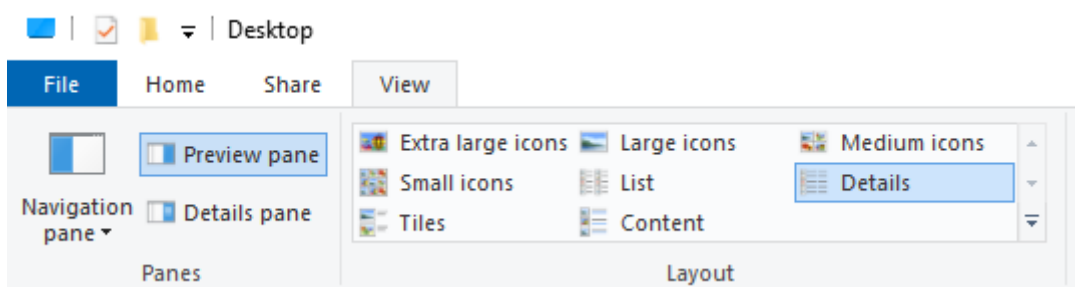 Desktop
File Home Share View
Extra large icons Large icons Medium icons
Preview pane
Small icons List Details
Navigation pane
Details pane
Tiles Content
Panes Layout